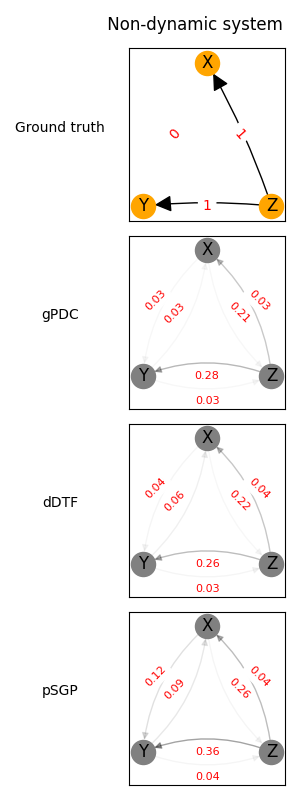 Non-dynamic system
X
Ground truth
0
1
Y
1
Z
X
gPDC
0.03
0.03
0.03
0.21
Y
0.28
Z
0.03
X
dDTF
0.04
0.04
0.06
0.22
Y
0.26
Z
0.03
X
pSGP
0.12
0.04
0.09
0.26
Y
0.36
Z
0.04